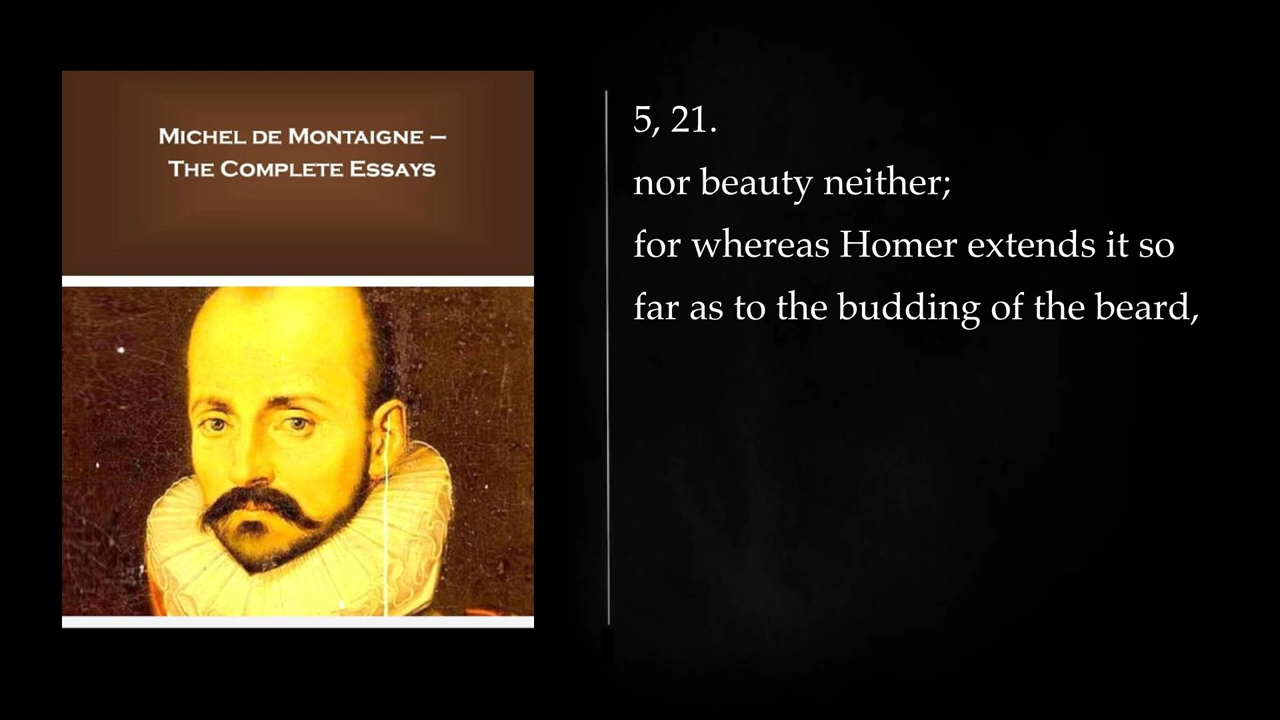 MICHEL DE MONTAIGNE –
THE COMPLETE ESSAYS
5, 21.
nor beauty neither;
for whereas Homer extends it so
far as to the budding of the beard,